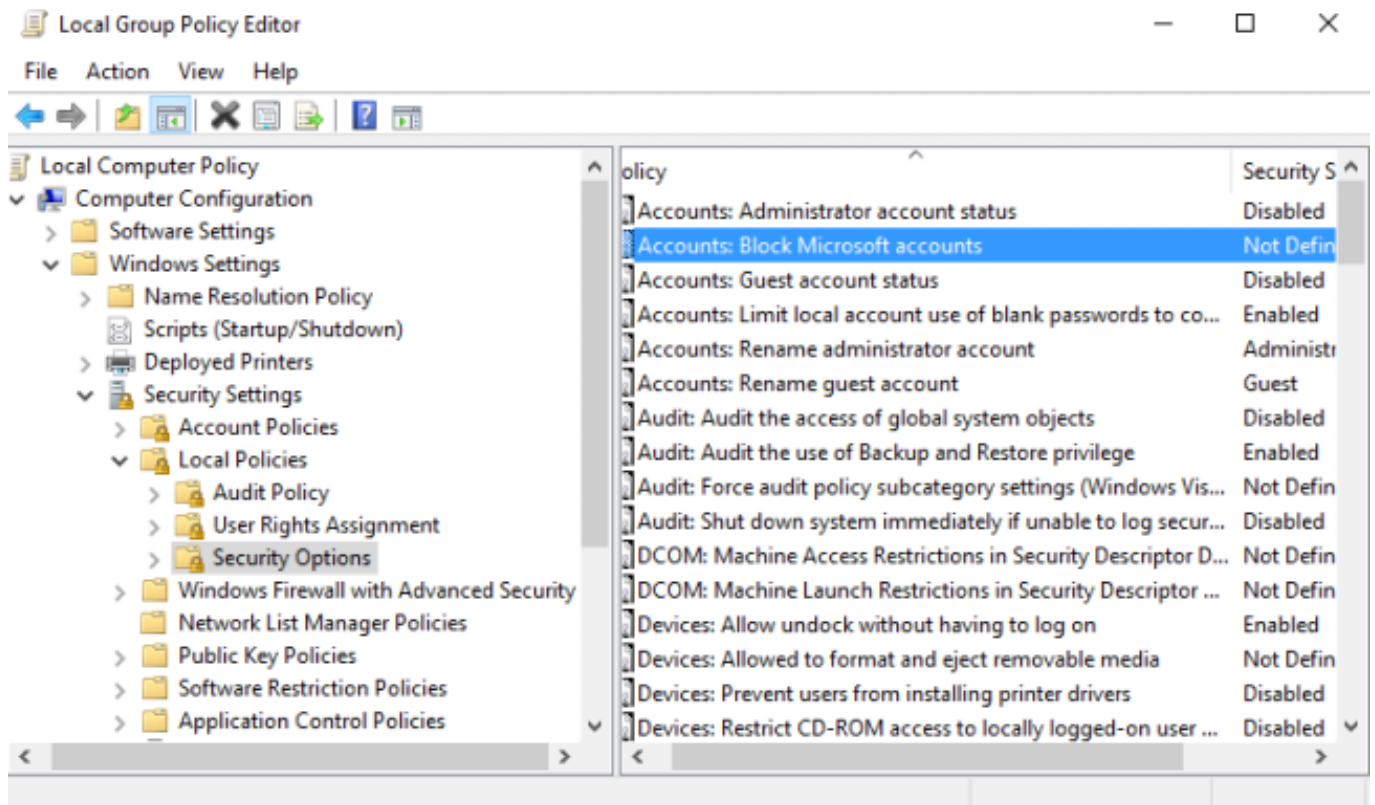 Local Group Policy Editor
File Action View Help
Local Computer Policy
Computer Configuration
Software Settings
Windows Settings
Name Resolution Policy
Scripts (Startup/Shutdown)
Deployed Printers
Security Settings
Account Policies
Local Policies
Audit Policy
User Rights Assignment
Security Options
Windows Firewall with Advanced Security
Network List Manager Policies
Public Key Policies
Software Restriction Policies
Application Control Policies
olicy Security S
Accounts: Administrator account status Disabled
Accounts: Block Microsoft accounts Not Defin
Accounts: Guest account status Disabled
Accounts: Limit local account use of blank passwords to co... Enabled
Accounts: Rename administrator account Administr
Accounts: Rename guest account Guest
Audit: Audit the access of global system objects Disabled
Audit: Audit the use of Backup and Restore privilege Enabled
Audit: Force audit policy subcategory settings (Windows Vis... Not Defin
Audit: Shut down system immediately if unable to log secur... Disabled
DCOM: Machine Access Restrictions in Security Descriptor D... Not Defin
DCOM: Machine Launch Restrictions in Security Descriptor ... Not Defin
Devices: Allow undock without having to log on Enabled
Devices: Allowed to format and eject removable media Not Defin
Devices: Prevent users from installing printer drivers Disabled
Devices: Restrict CD-ROM access to locally logged-on user ... Disabled